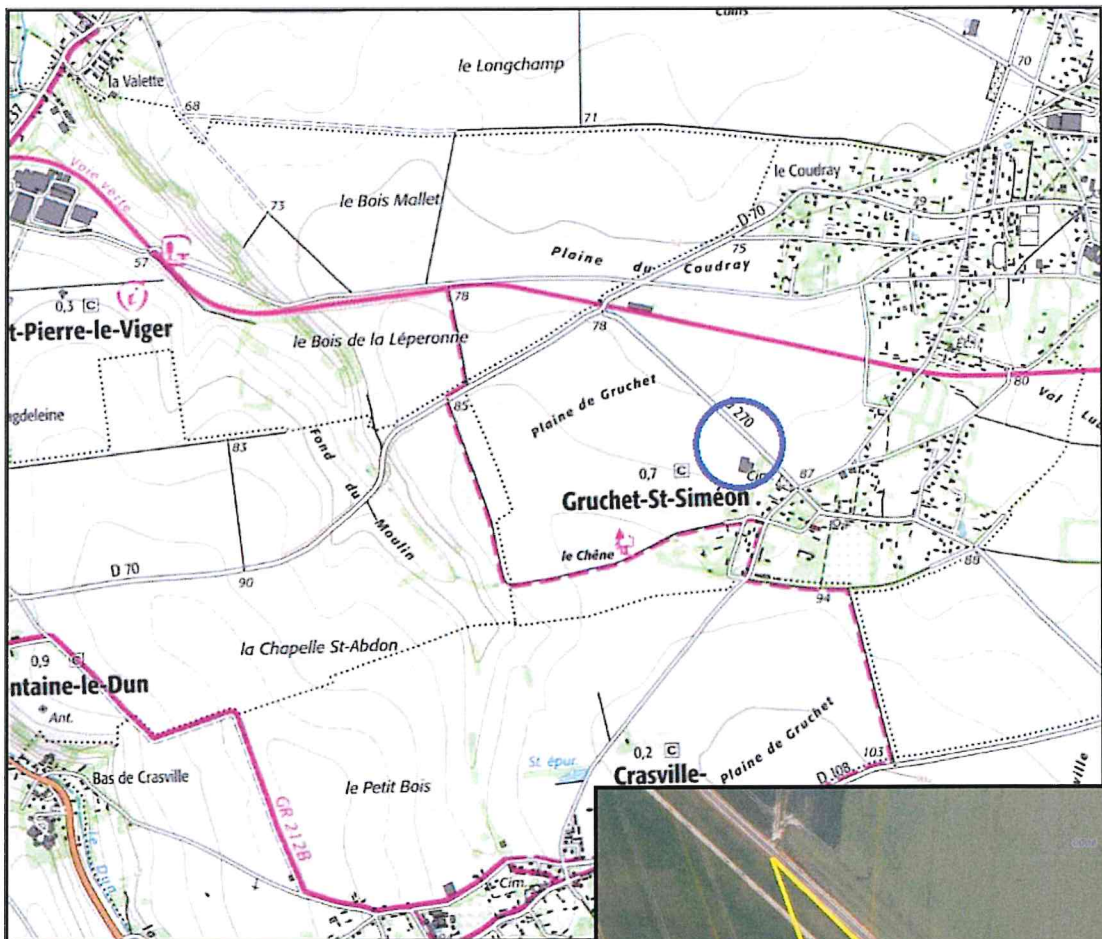 la Valette
le Longchamp
70
68
71
Voie verte
le Coudray
le Bois Mallet
D 70
79
73
75
57
Plaine du Coudray
0,3 C
78
t-Pierre-le-Viger
78
le Bois de la Léperonne
80
Val
gdeleine
85
Plaine de Gruchet
270
83
Fond du Moulin
0,7 C
Cim.
87
Gruchet-St-Siméon
le Chêne
D 70
88
90
94
la Chapelle St-Abdon
0,9 C
ntaine-le-Dun
Ant.
Plaine de Gruchet
103
0,2 C
D 108
ville
St. épur.
Bas de Crasville
Crasville-
le Petit Bois
GR 212B
le Dun
Cim.